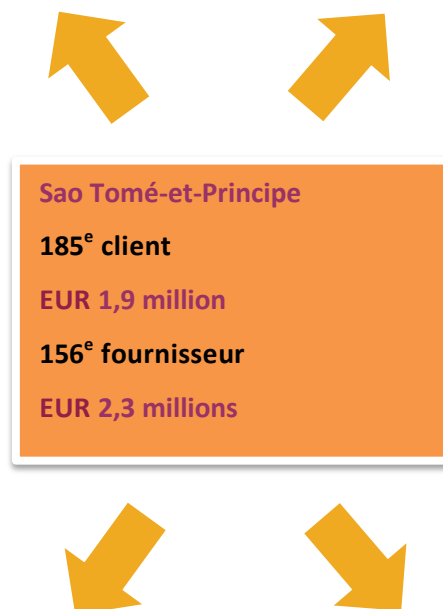 Sao Tomé-et-Principe
185e client
EUR 1,9 million
156e fournisseur
EUR 2,3 millions